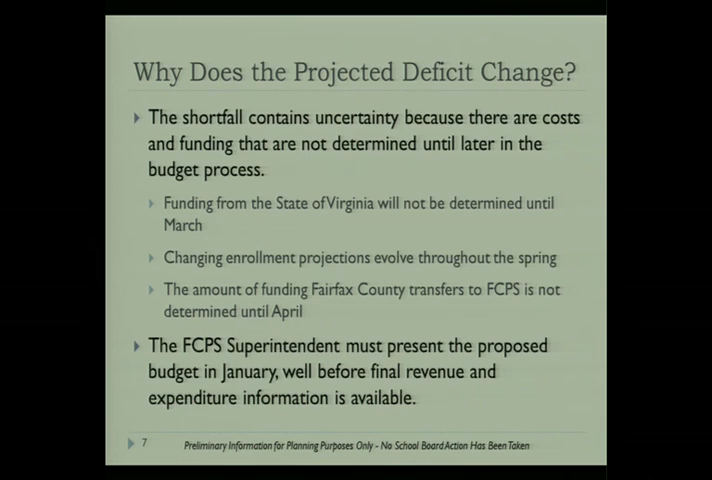 Why Does the Projected Deficit Change?
The shortfall contains uncertainty because there are costs
and funding that are not determined until later in the
budget process.
Funding from the State of Virginia will not be determined until
March
Changing enrollment projections evolve throughout the spring
The amount of funding Fairfax County transfers to FCPS is not
determined until April
The FCPS Superintendent must present the proposed
budget in January, well before final revenue and
expenditure information is available.
7
Preliminary Information for Planning Purposes Only - No School Board Action Has Been Taken